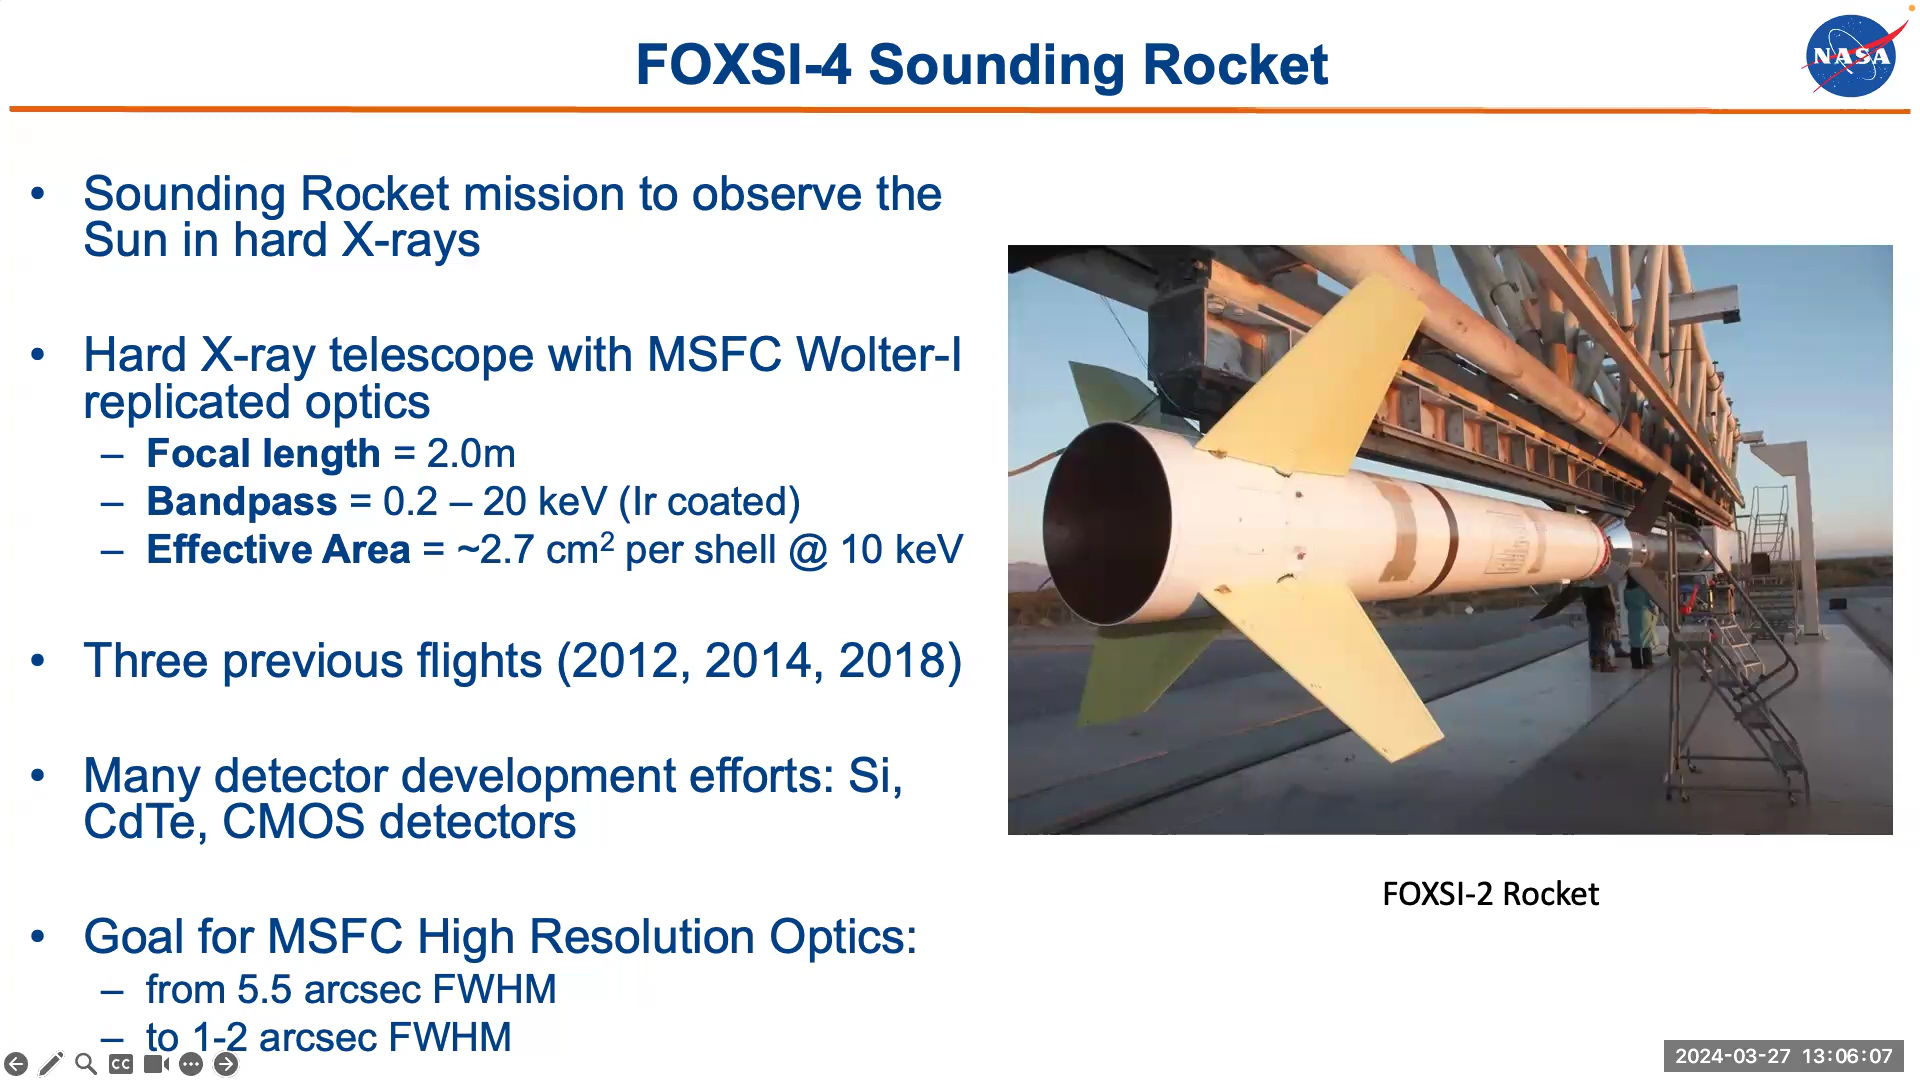 FOXSI-4 Sounding Rocket
NASA
• Sounding Rocket mission to observe the
Sun in hard X-rays
• Hard X-ray telescope with MSFC Wolter-I
replicated optics
– Focal length = 2.0m
– Bandpass = 0.2 – 20 keV (Ir coated)
– Effective Area = ~2.7 cm² per shell @ 10 keV
• Three previous flights (2012, 2014, 2018)
• Many detector development efforts: Si,
CdTe, CMOS detectors
• Goal for MSFC High Resolution Optics:
– from 5.5 arcsec FWHM
– to 1-2 arcsec FWHM
FOXSI-2 Rocket
CC
2024-03-27 13:06:07